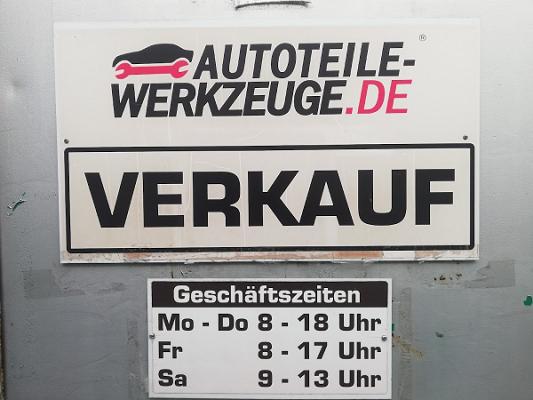 AUTOTEILE-®
WERKZEUGE.DE
VERKAUF
Geschäftszeiten
Mo - Do 8 - 18 Uhr
Fr 8 - 17 Uhr
Sa 9 - 13 Uhr